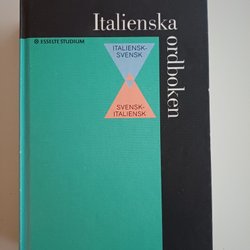 Italienska
ordboken
ESSELTE STUDIUM
ITALIENSK-
SVENSK
SVENSK-
ITALIENSK